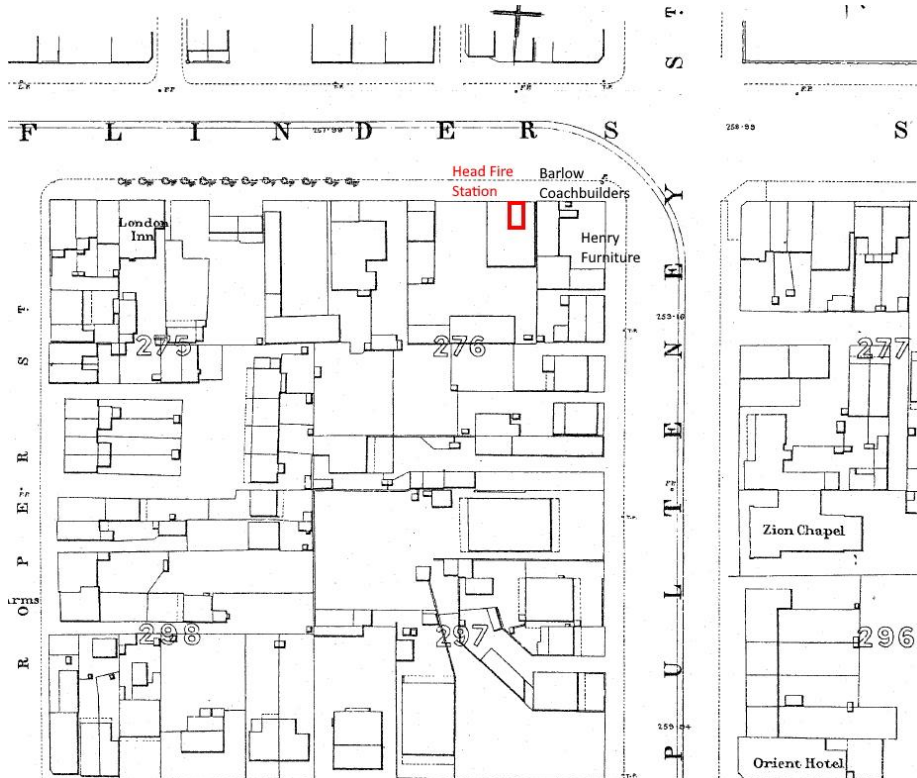 S T.
F L I N D E R S
S
257·99
258·99
Head Fire
Station
Barlow
Coachbuilders
Henry
Furniture
London
Inn
R O P E R S T.
P U L T E N E Y
275
276
277
Zion Chapel
Arms
298
297
296
Orient Hotel